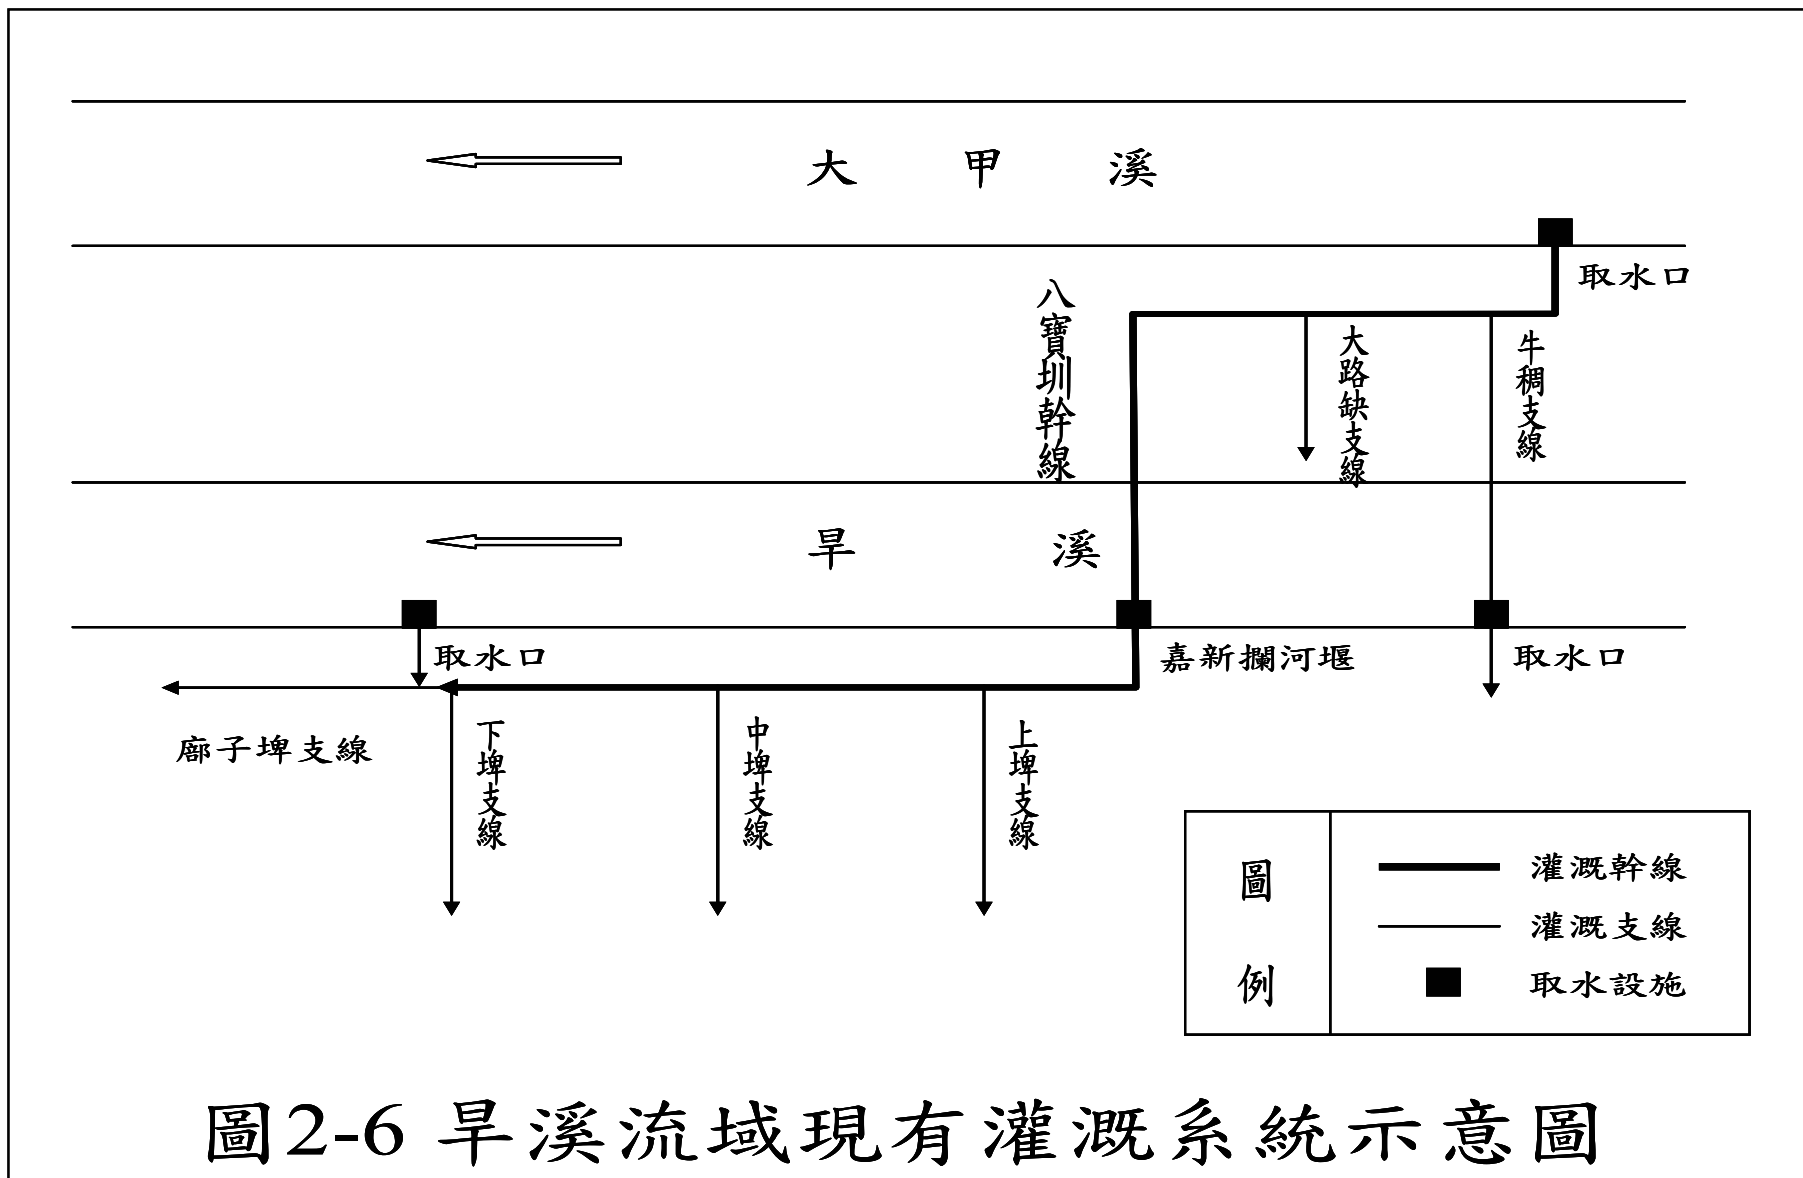 大甲溪
取水口
八寶圳幹線
大路缺支線
牛稠支線
旱溪
取水口
嘉新攔河堰
取水口
廍子埤支線
下埤支線
中埤支線
上埤支線
圖例
灌溉幹線
灌溉支線
取水設施
圖2-6 旱溪流域現有灌溉系統示意圖